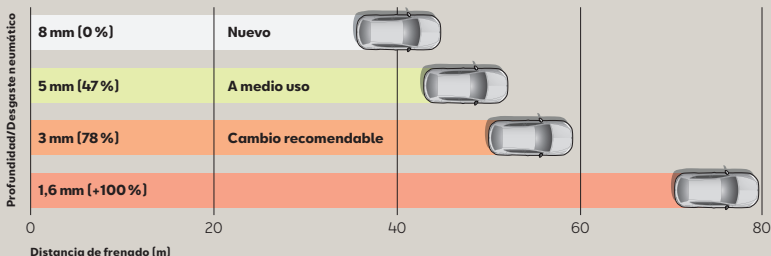 Profundidad/Desgaste neumático
8 mm (0 %) Nuevo
5 mm (47 %) A medio uso
3 mm (78 %) Cambio recomendable
1,6 mm (+100 %)
0 20 40 60 80
Distancia de frenado (m)